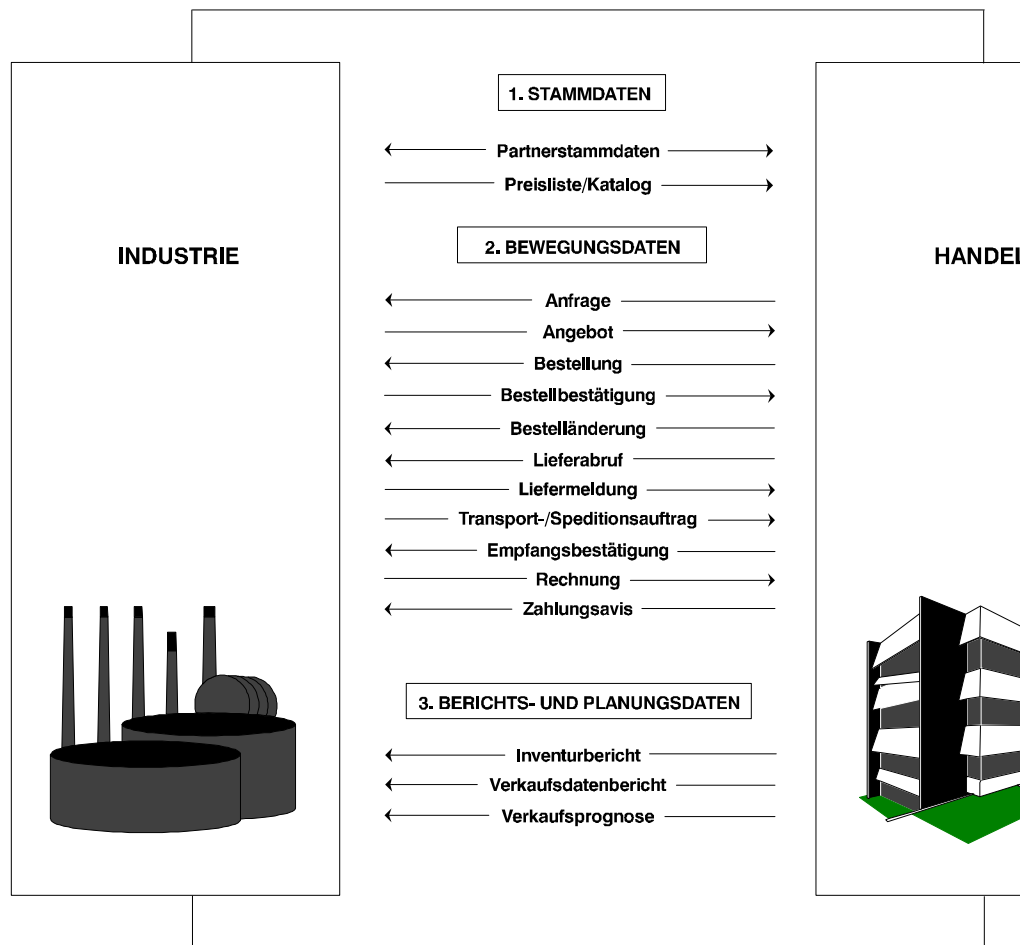 1. STAMMDATEN
Partnerstammdaten
Preisliste/Katalog
INDUSTRIE
2. BEWEGUNGSDATEN
HANDEL
Anfrage
Angebot
Bestellung
Bestellbestätigung
Bestelländerung
Lieferabruf
Liefermeldung
Transport-/Speditionsauftrag
Empfangsbestätigung
Rechnung
Zahlungsavis
3. BERICHTS- UND PLANUNGSDATEN
Inventurbericht
Verkaufsdatenbericht
Verkaufsprognose